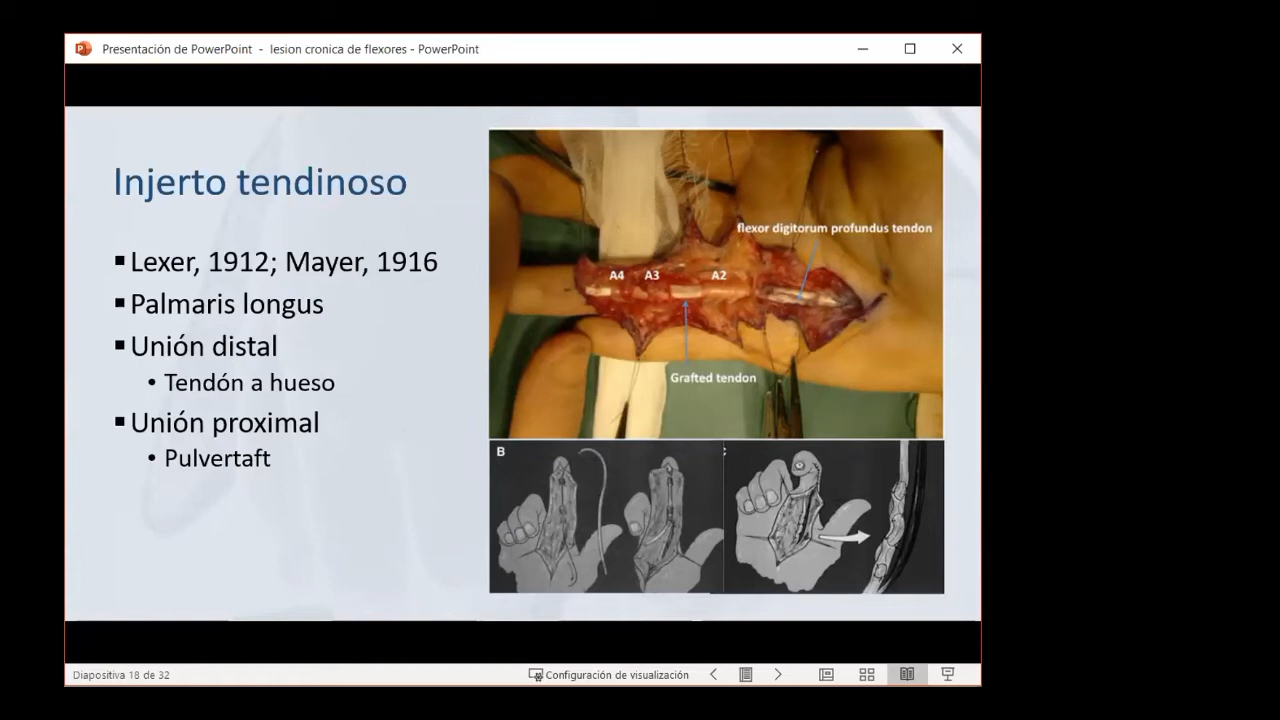 Presentación de PowerPoint - lesion cronica de flexores - PowerPoint
Injerto tendinoso
▪ Lexer, 1912; Mayer, 1916
▪ Palmaris longus
▪ Unión distal
• Tendón a hueso
▪ Unión proximal
• Pulvertaft
flexor digitorum profundus tendon
A4 A3 A2
Grafted tendon
B
Diapositiva 18 de 32
Configuración de visualización